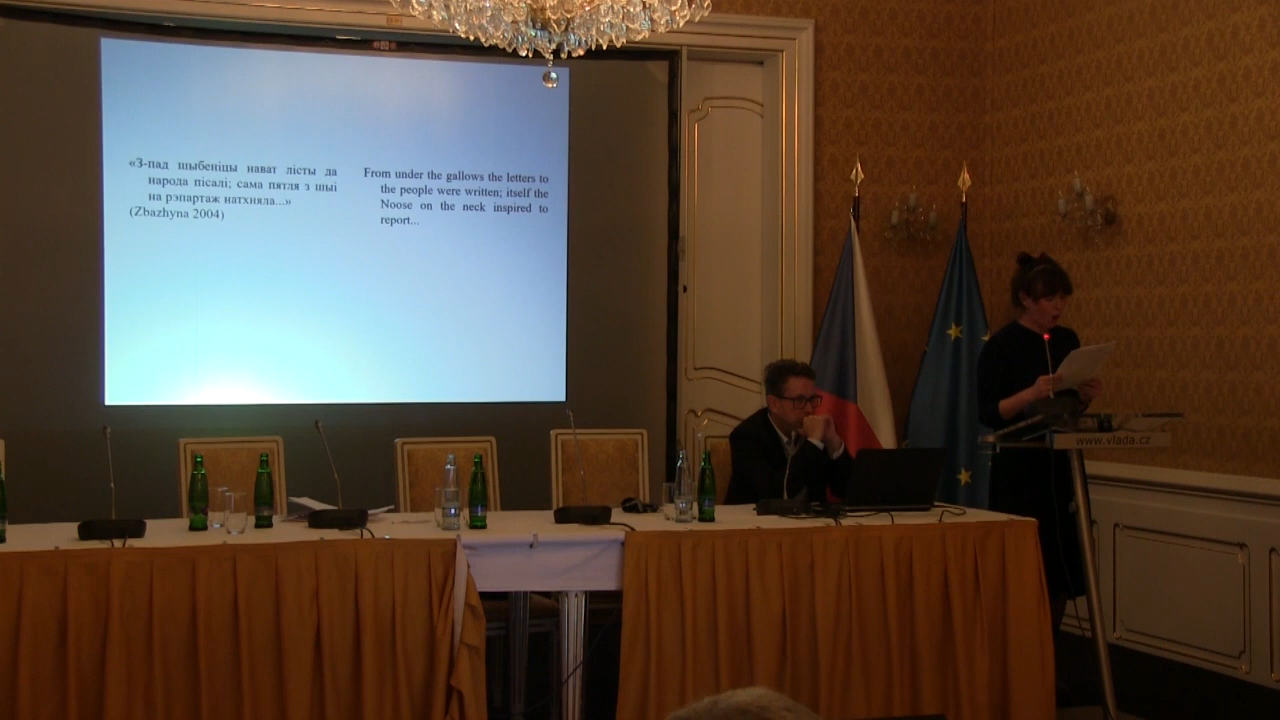 «З-пад шыбеніцы нават лісты да
народа пісалі; сама пятля з шыі
на рэпартаж натхняла...»
(Zbazhyna 2004)
From under the gallows the letters to
the people were written; itself the
Noose on the neck inspired to
report...
www.vlada.cz